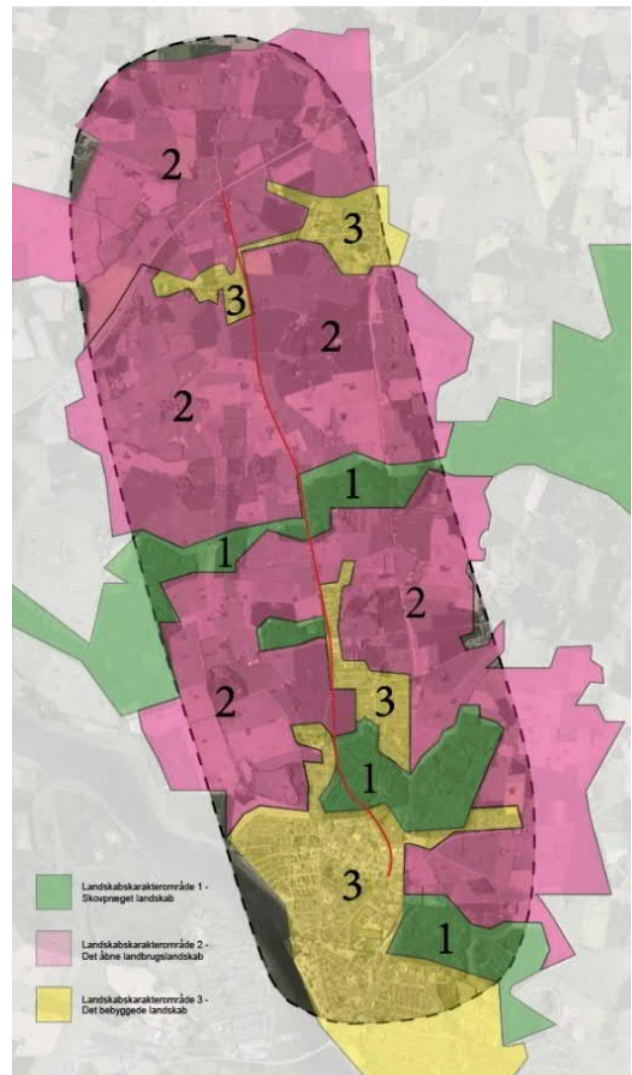 2
3
3
2
2
1
1
2
2
3
1
3
1
Landskabskarakterområde 1 -
Skovpræget landskab
Landskabskarakterområde 2 -
Det åbne landbrugslandskab
Landskabskarakterområde 3 -
Det bebyggede landskab